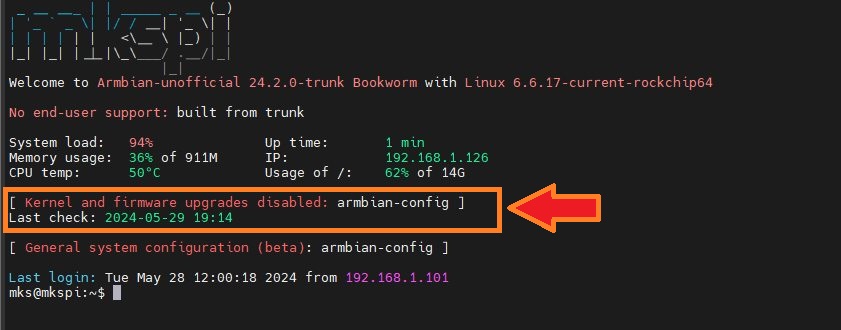 mkspi
Welcome to Armbian-unofficial 24.2.0-trunk Bookworm with Linux 6.6.17-current-rockchip64
No end-user support: built from trunk
System load: 94% Up time: 1 min
Memory usage: 36% of 911M IP: 192.168.1.126
CPU temp: 50°C Usage of /: 62% of 14G
[ Kernel and firmware upgrades disabled: armbian-config ]
Last check: 2024-05-29 19:14
[ General system configuration (beta): armbian-config ]
Last login: Tue May 28 12:00:18 2024 from 192.168.1.101
mks@mkspi:~$